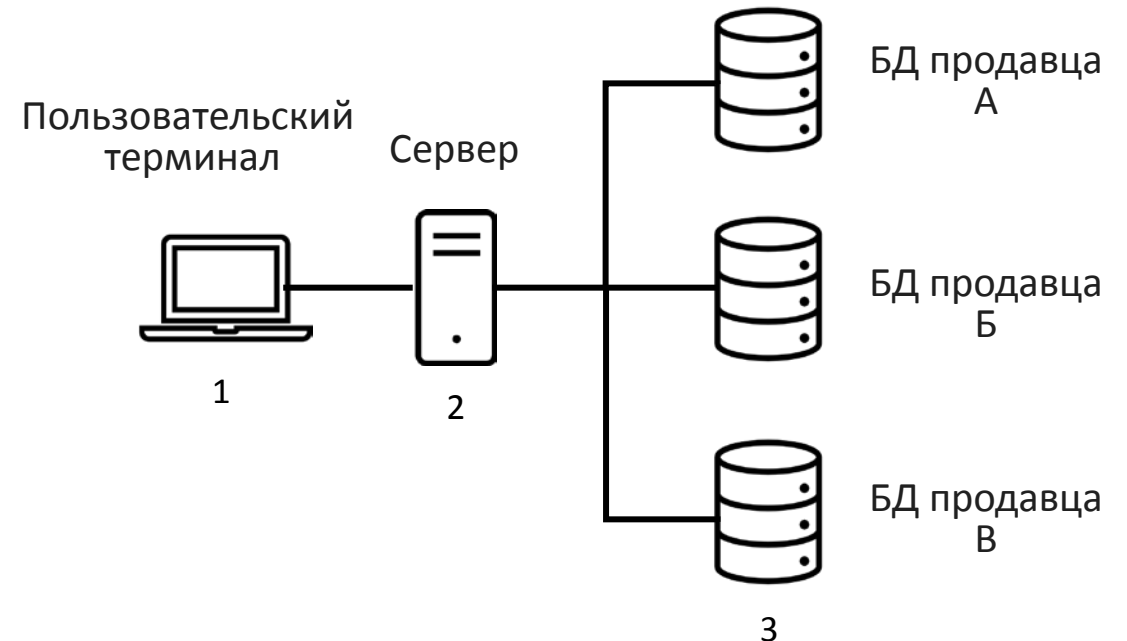 БД продавца
А
Пользовательский
терминал
Сервер
БД продавца
Б
1
2
БД продавца
В
3